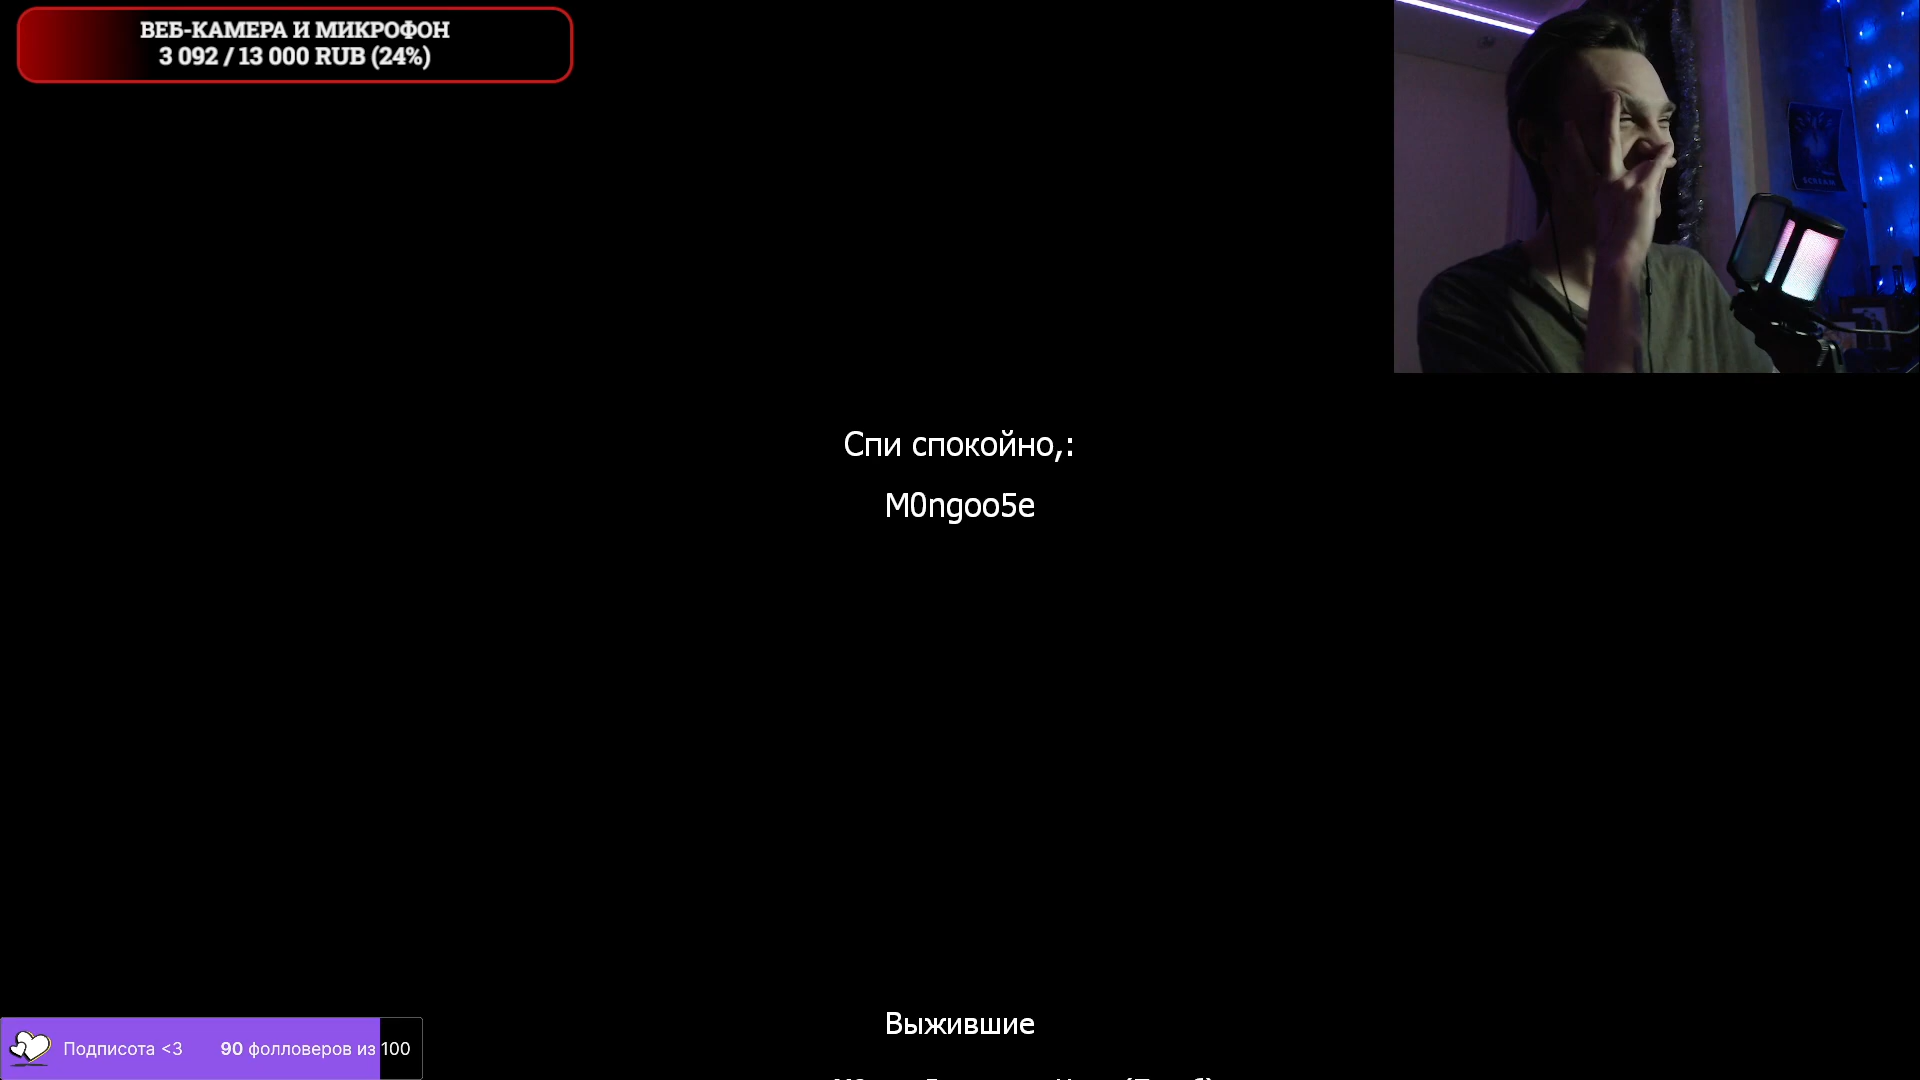 ВЕБ-КАМЕРА И МИКРОФОН
3 092 / 13 000 RUB (24%)
SCREAM
Спи спокойно,:
M0ngoo5e
Выжившие
Подписота <3 90 фолловеров из 100